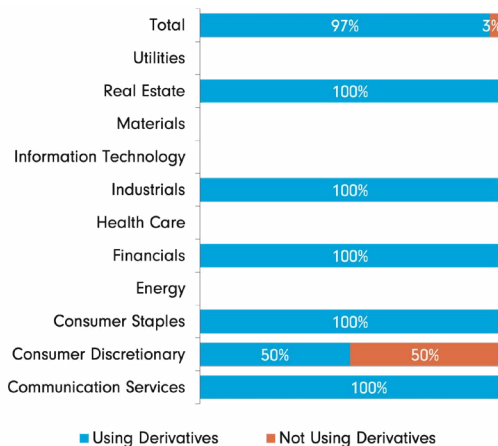 Total 97% 3%
Utilities
Real Estate 100%
Materials
Information Technology
Industrials 100%
Health Care
Financials 100%
Energy
Consumer Staples 100%
Consumer Discretionary 50% 50%
Communication Services 100%
Using Derivatives Not Using Derivatives